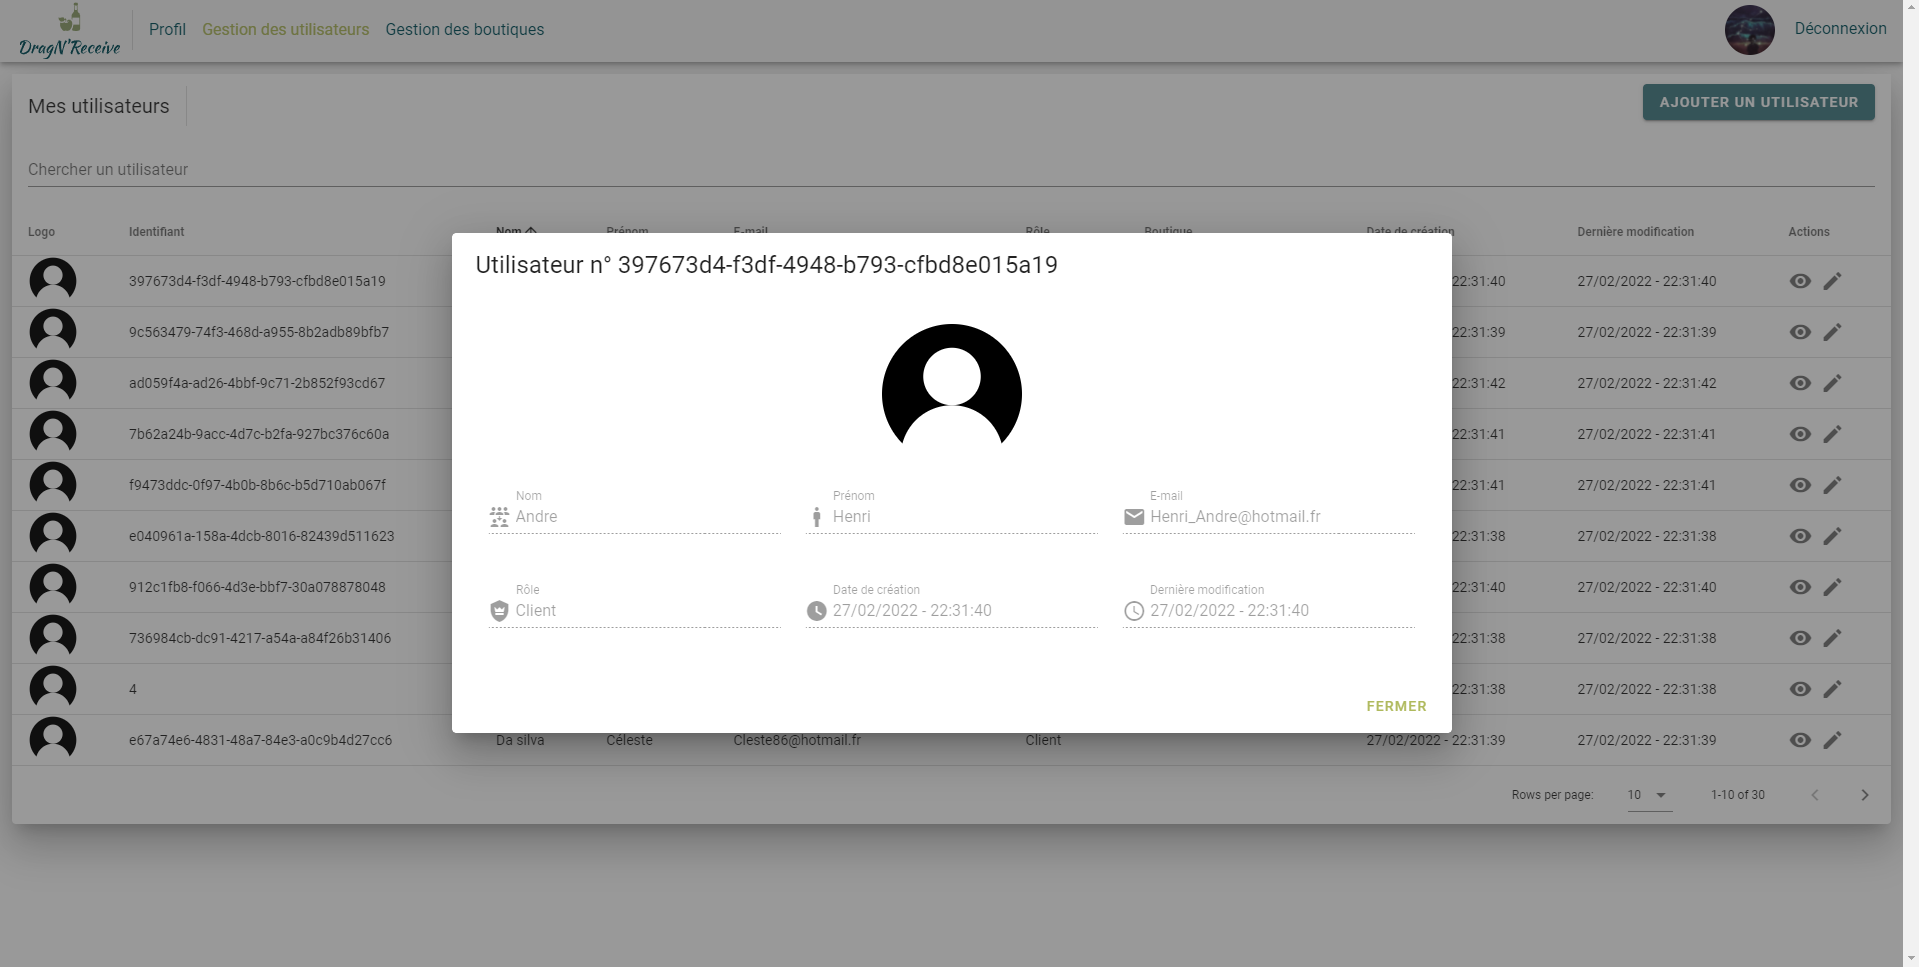 DragN'Receive
Profil Gestion des utilisateurs Gestion des boutiques Déconnexion
Mes utilisateurs AJOUTER UN UTILISATEUR
Chercher un utilisateur
Logo Identifiant Nom Prénom E-mail Rôle Boutique Date de création Dernière modification Actions
397673d4-f3df-4948-b793-cfbd8e015a19 22:31:40 27/02/2022 - 22:31:40
9c563479-74f3-468d-a955-8b2adb89bfb7 22:31:39 27/02/2022 - 22:31:39
ad059f4a-ad26-4bbf-9c71-2b852f93cd67 22:31:42 27/02/2022 - 22:31:42
7b62a24b-9acc-4d7c-b2fa-927bc376c60a 22:31:41 27/02/2022 - 22:31:41
f9473ddc-0f97-4b0b-8b6c-b5d710ab067f 22:31:41 27/02/2022 - 22:31:41
e040961a-158a-4dcb-8016-82439d511623 22:31:38 27/02/2022 - 22:31:38
912c1fb8-f066-4d3e-bbf7-30a078878048 22:31:40 27/02/2022 - 22:31:40
736984cb-dc91-4217-a54a-a84f26b31406 22:31:38 27/02/2022 - 22:31:38
4 22:31:38 27/02/2022 - 22:31:38
e67a74e6-4831-48a7-84e3-a0c9b4d27cc6 Da silva Céleste Cleste86@hotmail.fr Client 27/02/2022 - 22:31:39 27/02/2022 - 22:31:39
Rows per page: 10 1-10 of 30
Utilisateur n° 397673d4-f3df-4948-b793-cfbd8e015a19
Nom Prénom E-mail
Andre Henri Henri_Andre@hotmail.fr
Rôle Date de création Dernière modification
Client 27/02/2022 - 22:31:40 27/02/2022 - 22:31:40
FERMER